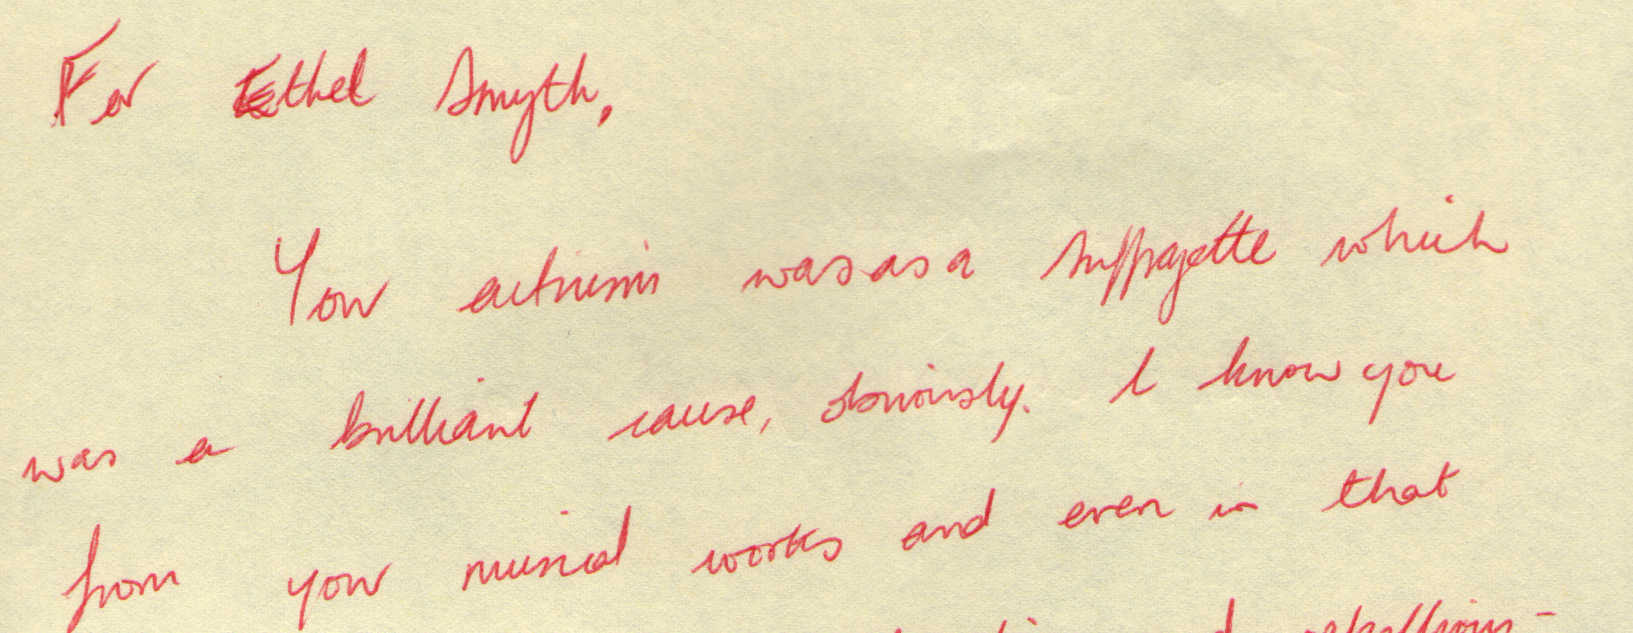 For Ethel Smyth,
Your activism was as a suffragette which
was a brilliant cause, obviously. I know you
from your musical works and even in that
rebellious-